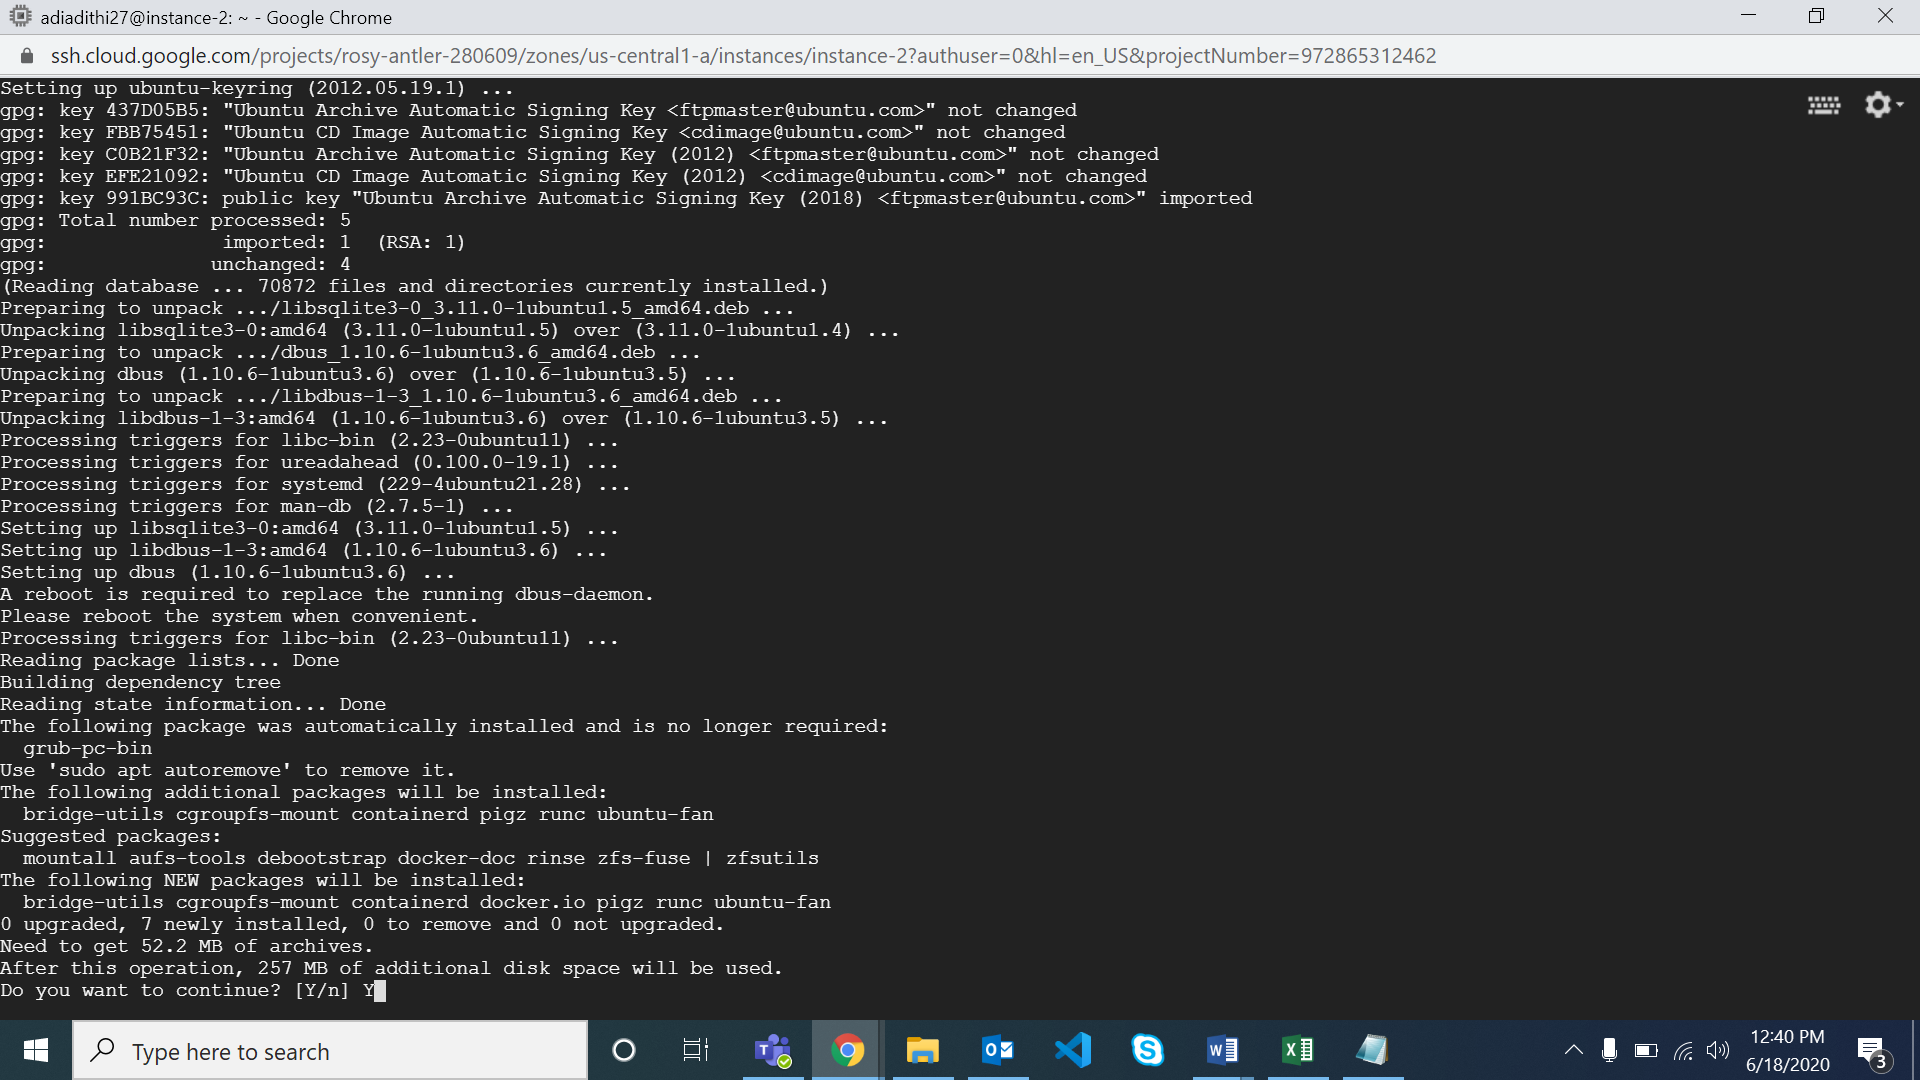 adiadithi27@instance-2: ~ - Google Chrome
ssh.cloud.google.com/projects/rosy-antler-280609/zones/us-central1-a/instances/instance-2?authuser=0&hl=en_US&projectNumber=972865312462
Setting up ubuntu-keyring (2012.05.19.1) ...
gpg: key 437D05B5: "Ubuntu Archive Automatic Signing Key <ftpmaster@ubuntu.com>" not changed
gpg: key FBB75451: "Ubuntu CD Image Automatic Signing Key <cdimage@ubuntu.com>" not changed
gpg: key C0B21F32: "Ubuntu Archive Automatic Signing Key (2012) <ftpmaster@ubuntu.com>" not changed
gpg: key EFE21092: "Ubuntu CD Image Automatic Signing Key (2012) <cdimage@ubuntu.com>" not changed
gpg: key 991BC93C: public key "Ubuntu Archive Automatic Signing Key (2018) <ftpmaster@ubuntu.com>" imported
gpg: Total number processed: 5
gpg:               imported: 1  (RSA: 1)
gpg:              unchanged: 4
(Reading database ... 70872 files and directories currently installed.)
Preparing to unpack .../libsqlite3-0_3.11.0-1ubuntu1.5_amd64.deb ...
Unpacking libsqlite3-0:amd64 (3.11.0-1ubuntu1.5) over (3.11.0-1ubuntu1.4) ...
Preparing to unpack .../dbus_1.10.6-1ubuntu3.6_amd64.deb ...
Unpacking dbus (1.10.6-1ubuntu3.6) over (1.10.6-1ubuntu3.5) ...
Preparing to unpack .../libdbus-1-3_1.10.6-1ubuntu3.6_amd64.deb ...
Unpacking libdbus-1-3:amd64 (1.10.6-1ubuntu3.6) over (1.10.6-1ubuntu3.5) ...
Processing triggers for libc-bin (2.23-0ubuntu11) ...
Processing triggers for ureadahead (0.100.0-19.1) ...
Processing triggers for systemd (229-4ubuntu21.28) ...
Processing triggers for man-db (2.7.5-1) ...
Setting up libsqlite3-0:amd64 (3.11.0-1ubuntu1.5) ...
Setting up libdbus-1-3:amd64 (1.10.6-1ubuntu3.6) ...
Setting up dbus (1.10.6-1ubuntu3.6) ...
A reboot is required to replace the running dbus-daemon.
Please reboot the system when convenient.
Processing triggers for libc-bin (2.23-0ubuntu11) ...
Reading package lists... Done
Building dependency tree
Reading state information... Done
The following package was automatically installed and is no longer required:
  grub-pc-bin
Use 'sudo apt autoremove' to remove it.
The following additional packages will be installed:
  bridge-utils cgroupfs-mount containerd pigz runc ubuntu-fan
Suggested packages:
  mountall aufs-tools debootstrap docker-doc rinse zfs-fuse | zfsutils
The following NEW packages will be installed:
  bridge-utils cgroupfs-mount containerd docker.io pigz runc ubuntu-fan
0 upgraded, 7 newly installed, 0 to remove and 0 not upgraded.
Need to get 52.2 MB of archives.
After this operation, 257 MB of additional disk space will be used.
Do you want to continue? [Y/n] Y
Type here to search
12:40 PM
6/18/2020
3